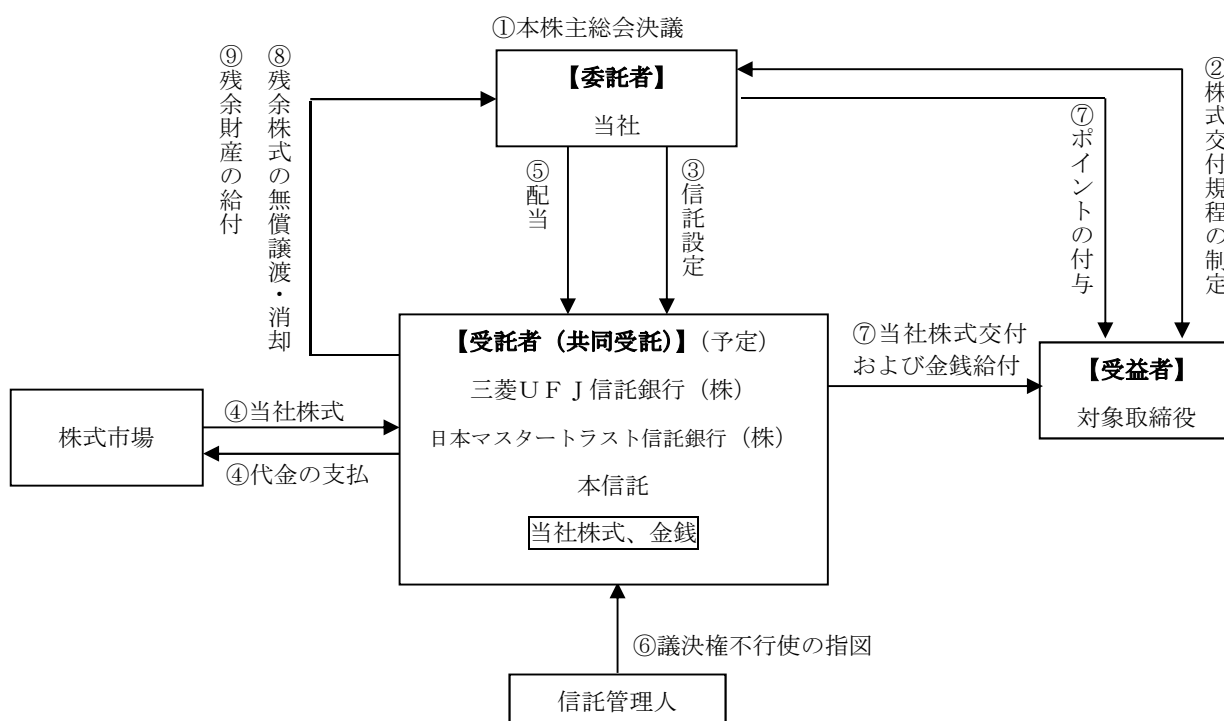 ①本株主総会決議
【委託者】
当社
⑨残余財産の給付
⑧残余株式の無償譲渡・消却
⑤配当
③信託設定
⑦ポイントの付与
②株式交付規程の制定
【受託者（共同受託）】（予定）
三菱ＵＦＪ信託銀行（株）
日本マスタートラスト信託銀行（株）
本信託
当社株式、金銭
⑦当社株式交付
および金銭給付
【受益者】
対象取締役
株式市場
④当社株式
④代金の支払
⑥議決権不行使の指図
信託管理人